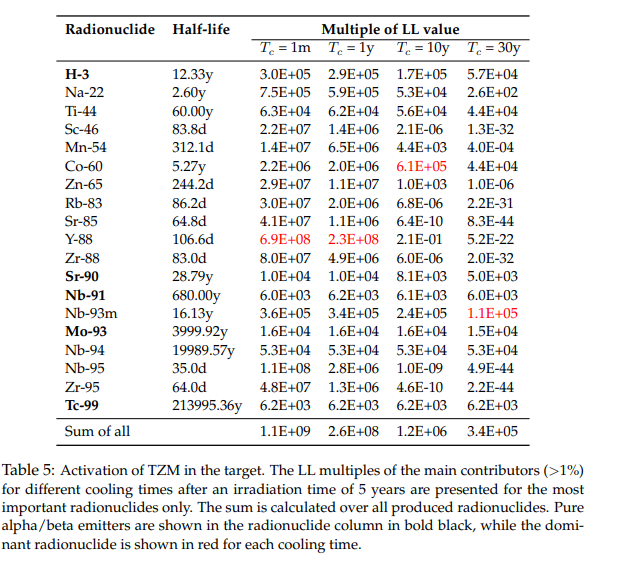 Radionuclide Half-life Multiple of LL value
Tc = 1m Tc = 1y Tc = 10y Tc = 30y
H-3 12.33y 3.0E+05 2.9E+05 1.7E+05 5.7E+04
Na-22 2.60y 7.5E+05 5.9E+05 5.3E+04 2.6E+02
Ti-44 60.00y 6.3E+04 6.2E+04 5.6E+04 4.4E+04
Sc-46 83.8d 2.2E+07 1.4E+06 2.1E-06 1.3E-32
Mn-54 312.1d 1.4E+07 6.5E+06 4.4E+03 4.0E-04
Co-60 5.27y 2.2E+06 2.0E+06 6.1E+05 4.4E+04
Zn-65 244.2d 2.9E+07 1.1E+07 1.0E+03 1.0E-06
Rb-83 86.2d 3.0E+07 2.0E+06 6.8E-06 2.2E-31
Sr-85 64.8d 4.1E+07 1.1E+06 6.4E-10 8.3E-44
Y-88 106.6d 6.9E+08 2.3E+08 2.1E-01 5.2E-22
Zr-88 83.0d 8.0E+07 4.9E+06 6.0E-06 2.0E-32
Sr-90 28.79y 1.0E+04 1.0E+04 8.1E+03 5.0E+03
Nb-91 680.00y 6.0E+03 6.2E+03 6.1E+03 6.0E+03
Nb-93m 16.13y 3.6E+05 3.4E+05 2.4E+05 1.1E+05
Mo-93 3999.92y 1.6E+04 1.6E+04 1.6E+04 1.5E+04
Nb-94 19989.57y 5.3E+04 5.3E+04 5.3E+04 5.3E+04
Nb-95 35.0d 1.1E+08 2.8E+06 1.0E-09 4.9E-44
Zr-95 64.0d 4.8E+07 1.3E+06 4.6E-10 2.2E-44
Tc-99 213995.36y 6.2E+03 6.2E+03 6.2E+03 6.2E+03
Sum of all 1.1E+09 2.6E+08 1.2E+06 3.4E+05
Table 5: Activation of TZM in the target. The LL multiples of the main contributors (>1%)
for different cooling times after an irradiation time of 5 years are presented for the most
important radionuclides only. The sum is calculated over all produced radionuclides. Pure
alpha/beta emitters are shown in the radionuclide column in bold black, while the domi-
nant radionuclide is shown in red for each cooling time.